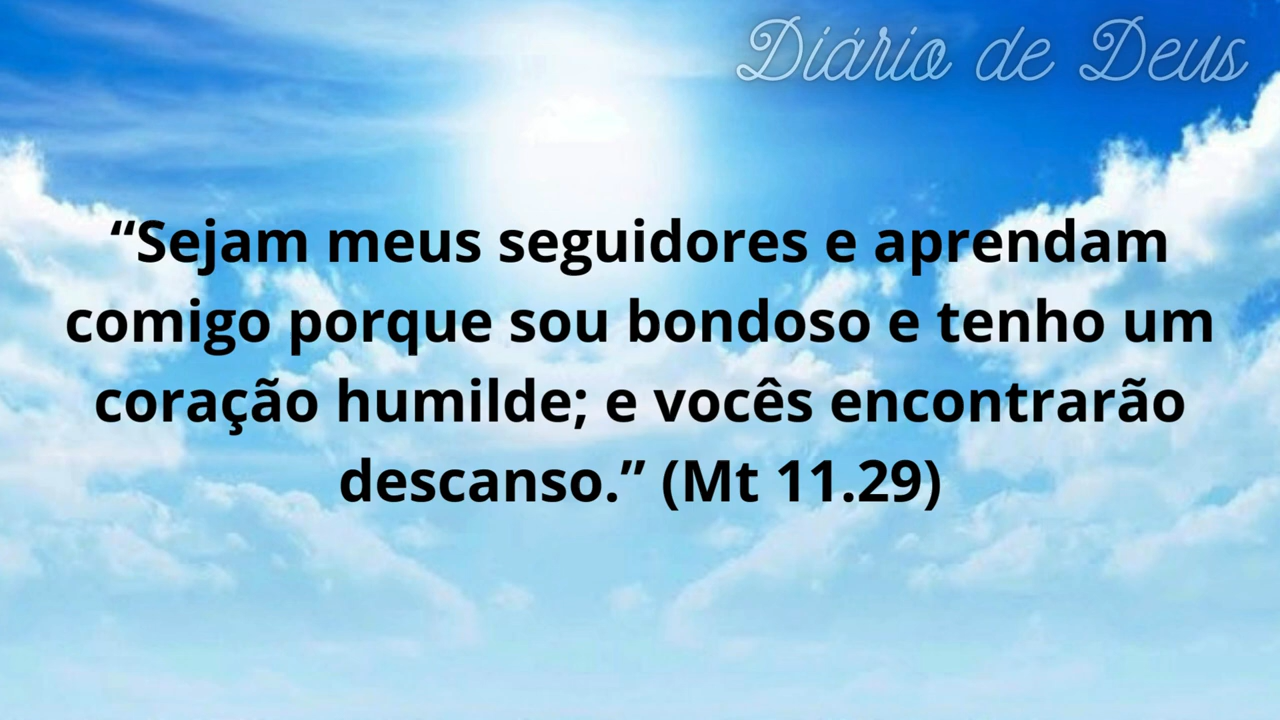 Diário de Deus
“Sejam meus seguidores e aprendam
comigo porque sou bondoso e tenho um
coração humilde; e vocês encontrarão
descanso.” (Mt 11.29)